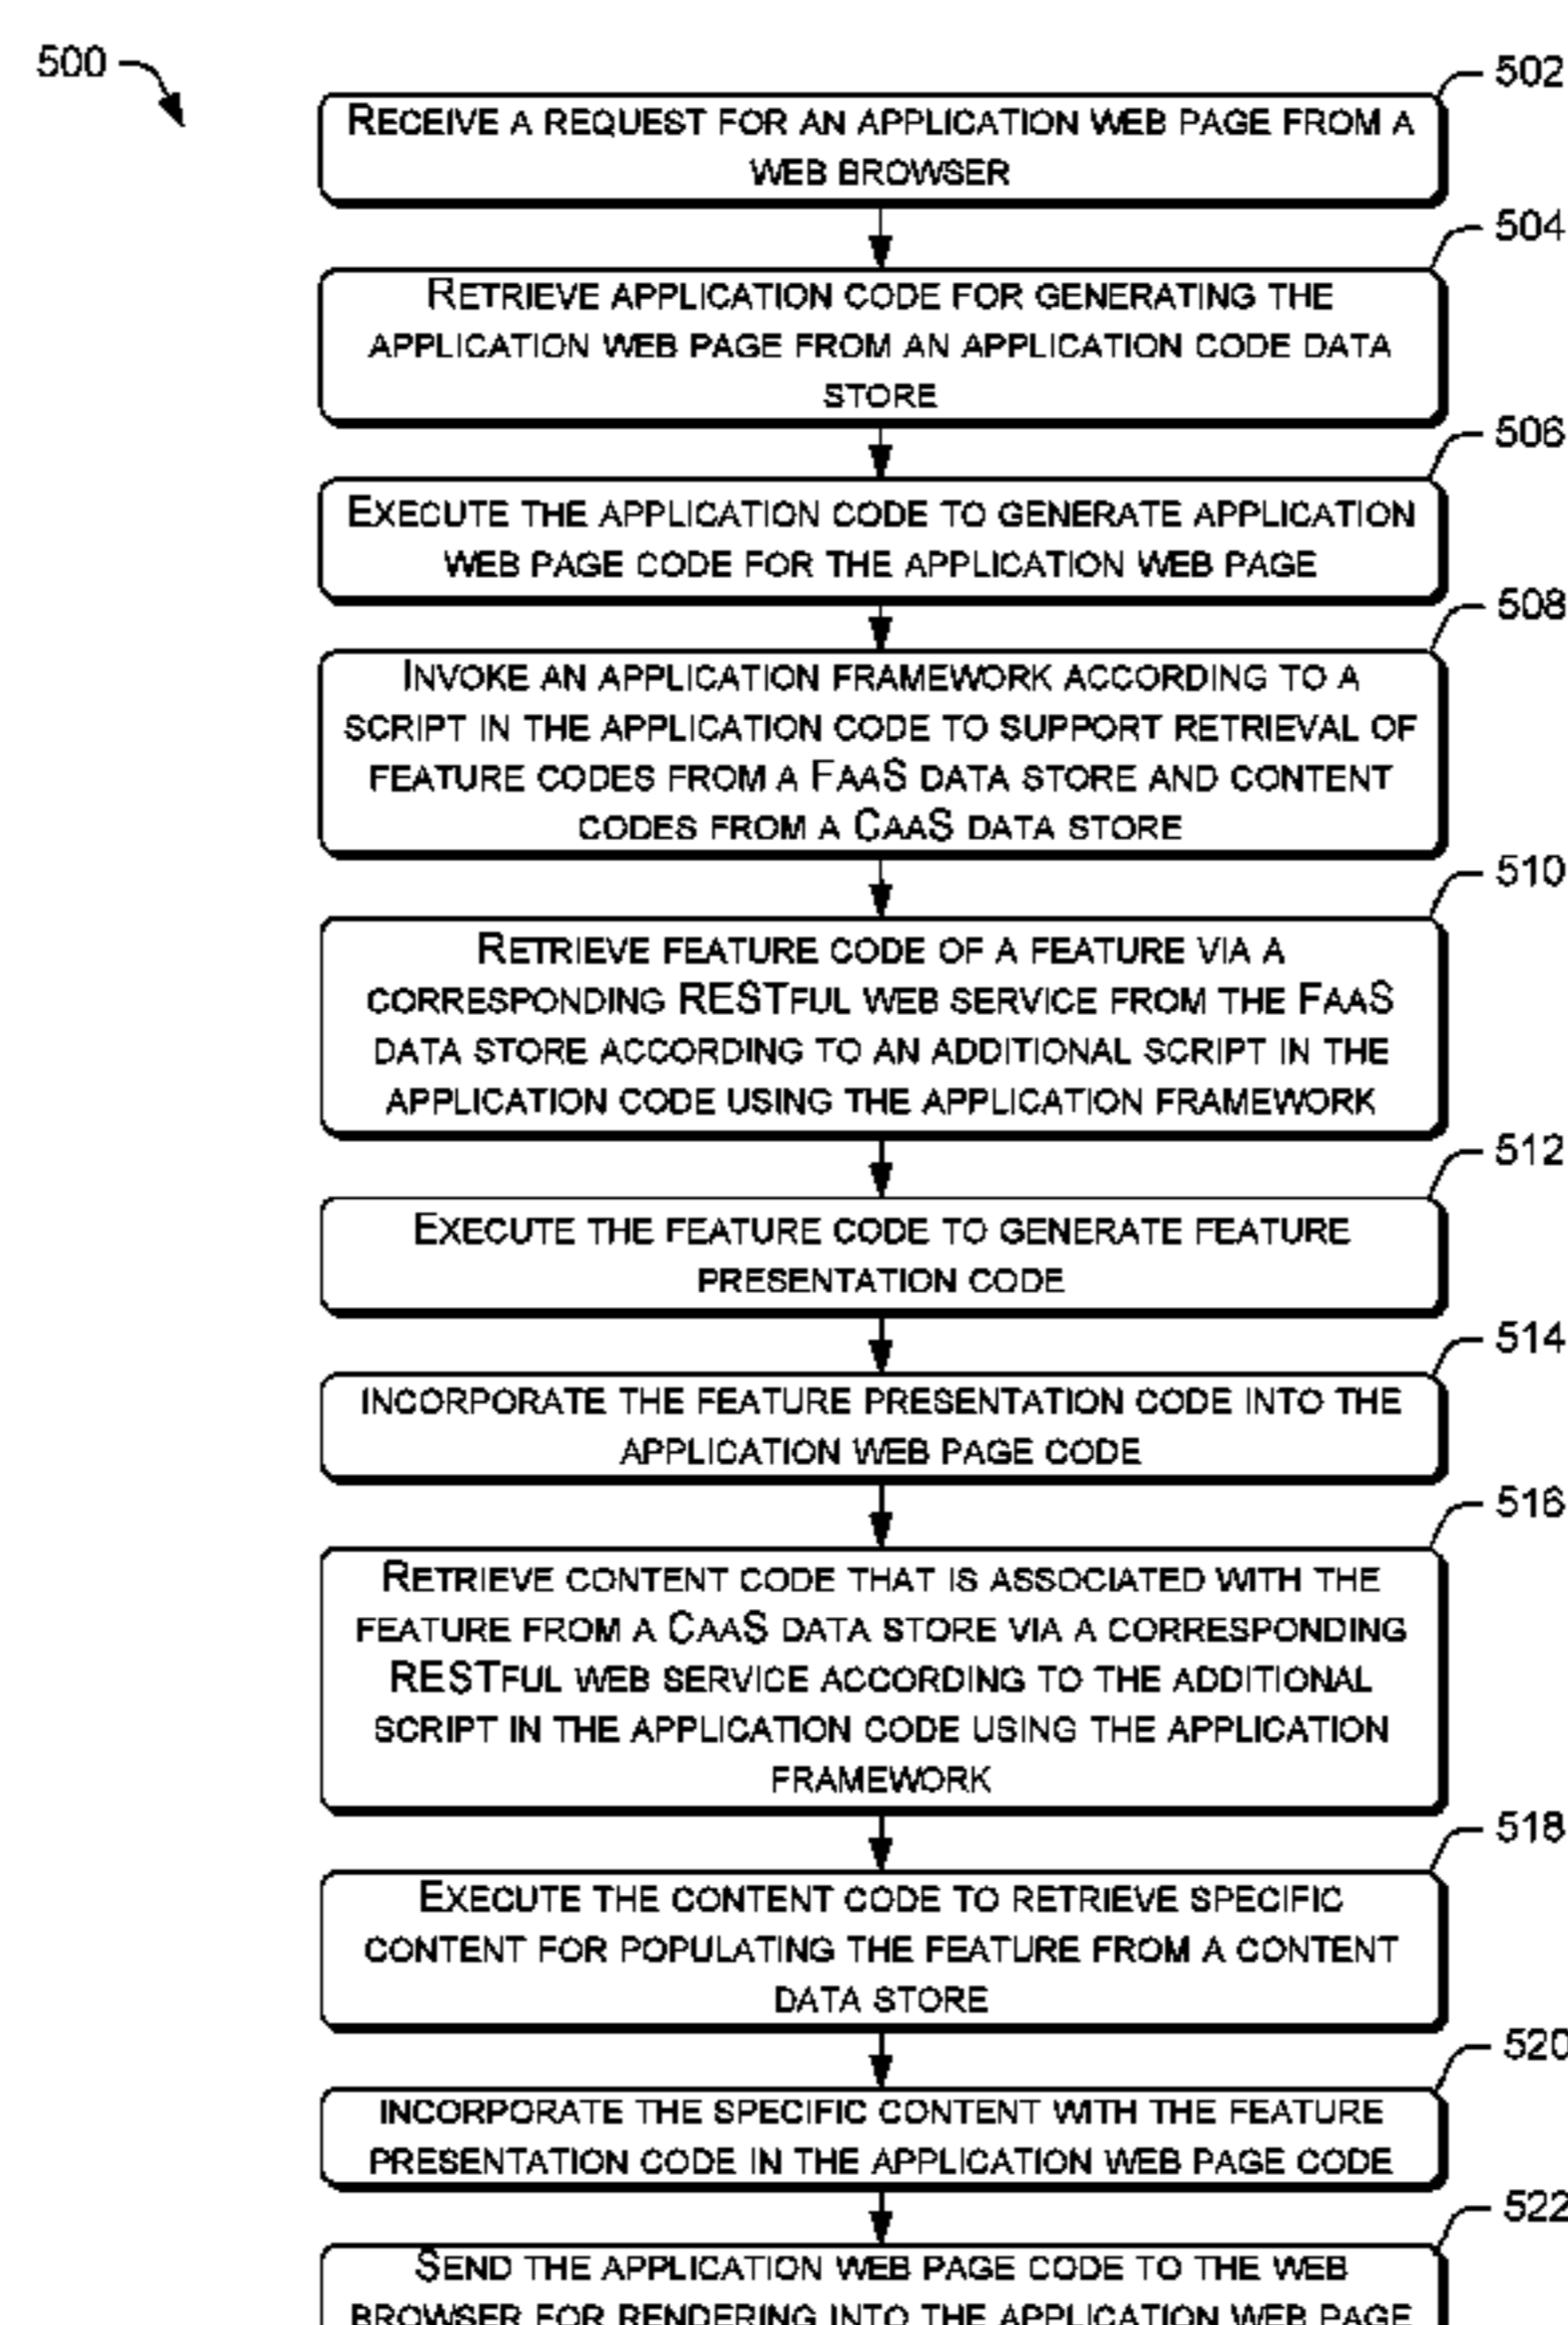 500
502
RECEIVE A REQUEST FOR AN APPLICATION WEB PAGE FROM A
WEB BROWSER
504
RETRIEVE APPLICATION CODE FOR GENERATING THE
APPLICATION WEB PAGE FROM AN APPLICATION CODE DATA
STORE
506
EXECUTE THE APPLICATION CODE TO GENERATE APPLICATION
WEB PAGE CODE FOR THE APPLICATION WEB PAGE
508
INVOKE AN APPLICATION FRAMEWORK ACCORDING TO A
SCRIPT IN THE APPLICATION CODE TO SUPPORT RETRIEVAL OF
FEATURE CODES FROM A FAAS DATA STORE AND CONTENT
CODES FROM A CAAS DATA STORE
510
RETRIEVE FEATURE CODE OF A FEATURE VIA A
CORRESPONDING RESTFUL WEB SERVICE FROM THE FAAS
DATA STORE ACCORDING TO AN ADDITIONAL SCRIPT IN THE
APPLICATION CODE USING THE APPLICATION FRAMEWORK
512
EXECUTE THE FEATURE CODE TO GENERATE FEATURE
PRESENTATION CODE
514
INCORPORATE THE FEATURE PRESENTATION CODE INTO THE
APPLICATION WEB PAGE CODE
516
RETRIEVE CONTENT CODE THAT IS ASSOCIATED WITH THE
FEATURE FROM A CAAS DATA STORE VIA A CORRESPONDING
RESTFUL WEB SERVICE ACCORDING TO THE ADDITIONAL
SCRIPT IN THE APPLICATION CODE USING THE APPLICATION
FRAMEWORK
518
EXECUTE THE CONTENT CODE TO RETRIEVE SPECIFIC
CONTENT FOR POPULATING THE FEATURE FROM A CONTENT
DATA STORE
520
INCORPORATE THE SPECIFIC CONTENT WITH THE FEATURE
PRESENTATION CODE IN THE APPLICATION WEB PAGE CODE
522
SEND THE APPLICATION WEB PAGE CODE TO THE WEB
BROWSER FOR RENDERING INTO THE APPLICATION WEB PAGE